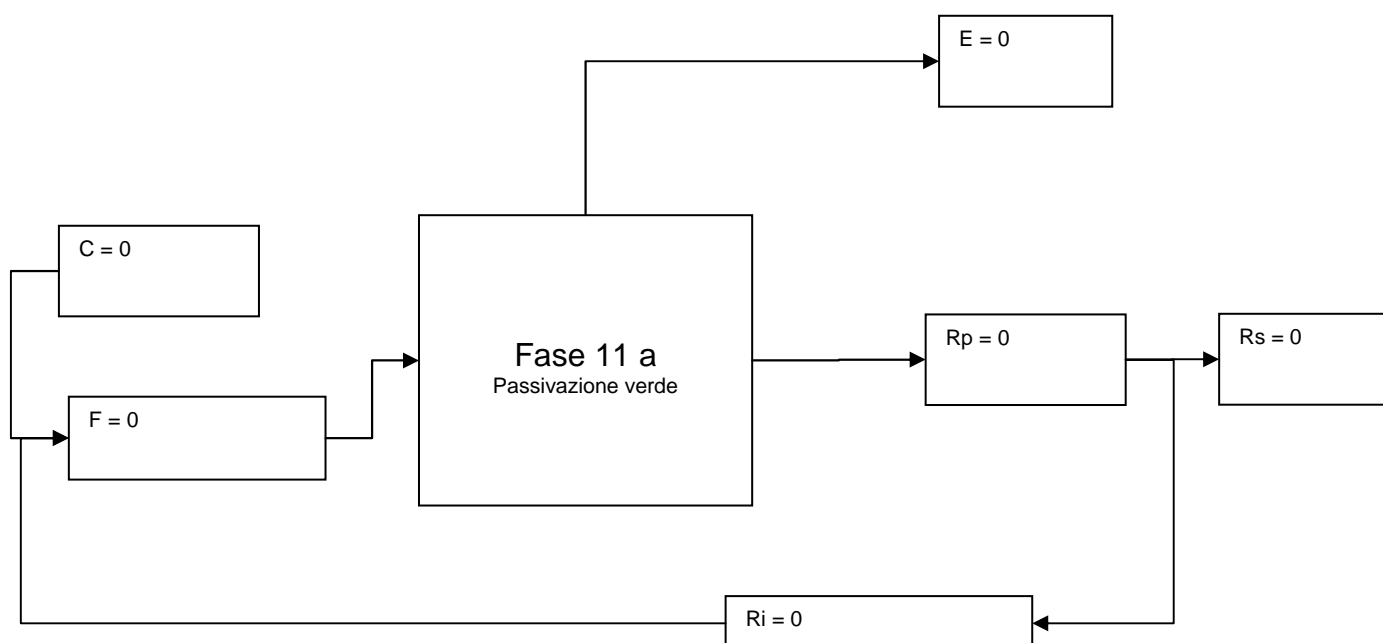 E = 0
C = 0
Fase 11 a
Passivazione verde
Rp = 0
Rs = 0
F = 0
Ri = 0